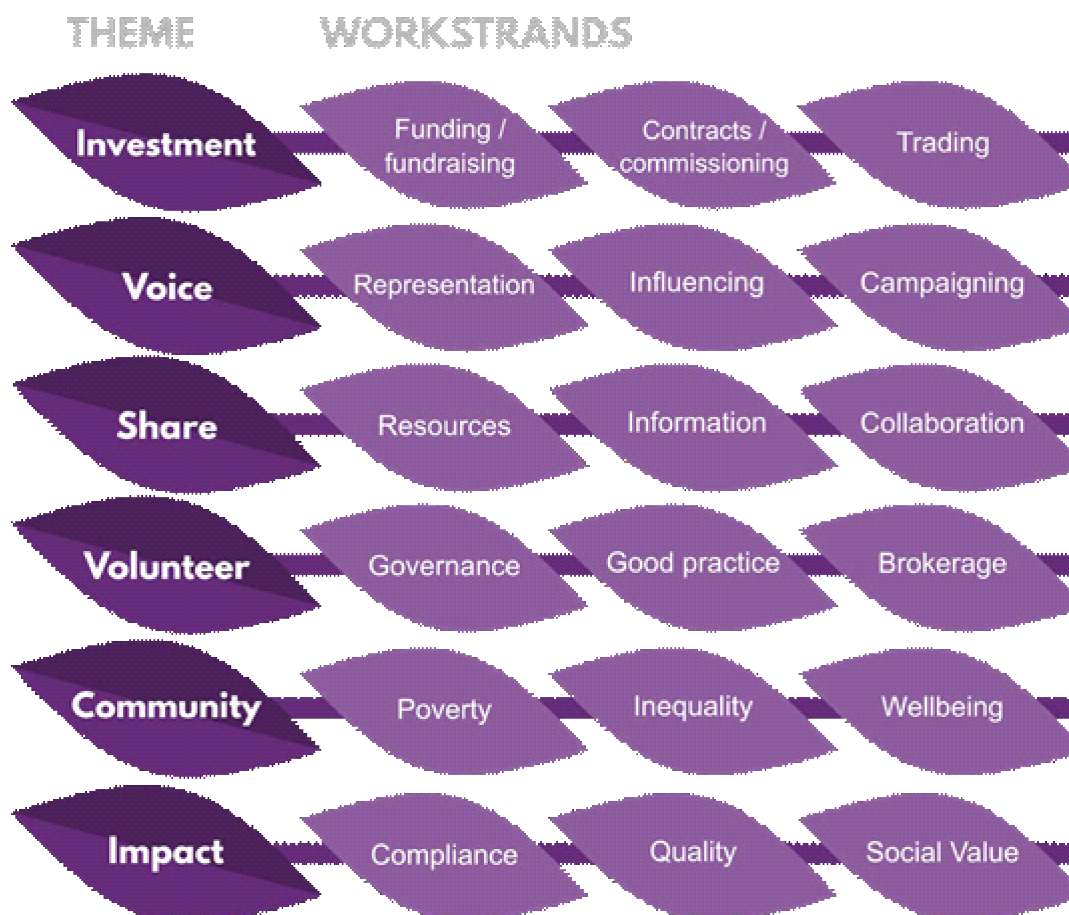 THEME WORKSTRANDS
Investment
Funding /
fundraising
Contracts /
commissioning
Trading
Voice
Representation
Influencing
Campaigning
Share
Resources
Information
Collaboration
Volunteer
Governance
Good practice
Brokerage
Community
Poverty
Inequality
Wellbeing
Impact
Compliance
Quality
Social Value